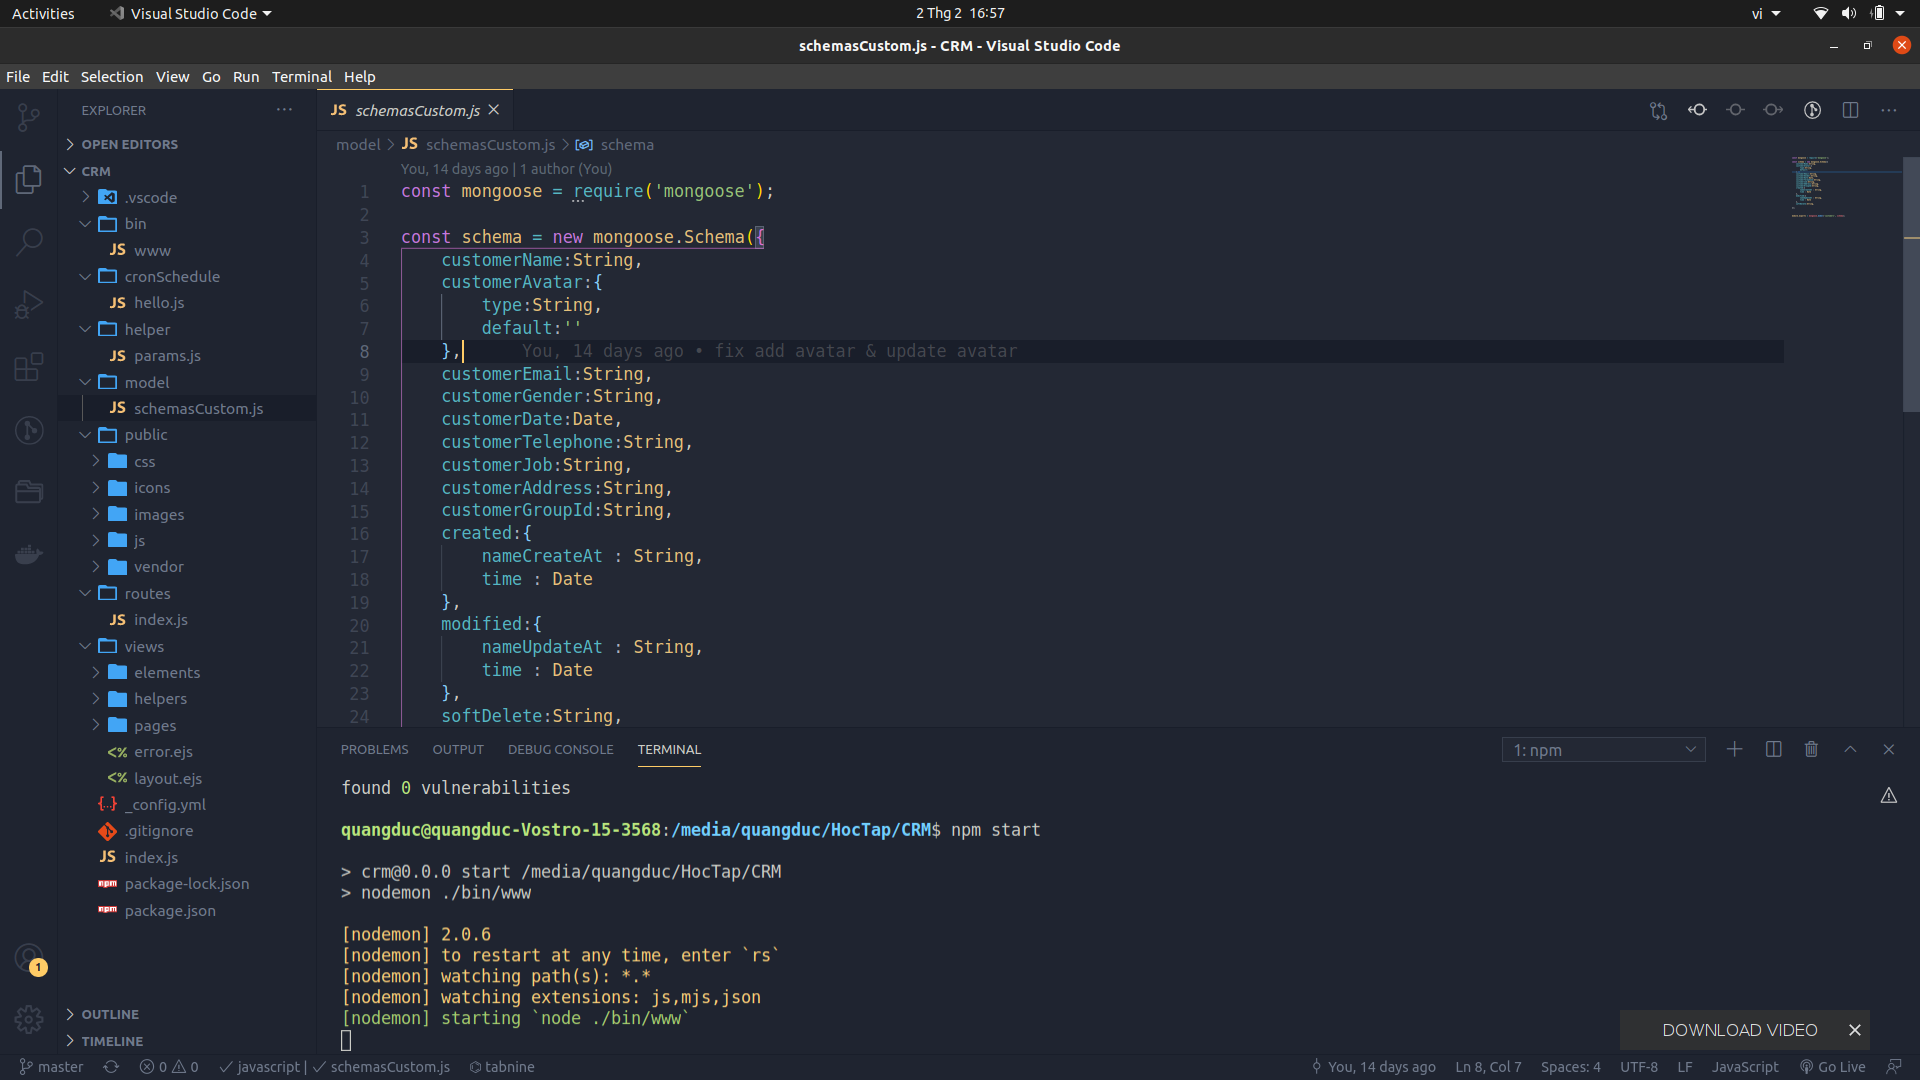 Activities
Visual Studio Code
2 Thg 2 16:57
vi
schemasCustom.js - CRM - Visual Studio Code
File Edit Selection View Go Run Terminal Help
EXPLORER
OPEN EDITORS
CRM
.vscode
bin
JS www
cronSchedule
JS hello.js
helper
JS params.js
model
JS schemasCustom.js
public
css
icons
images
js
vendor
routes
JS index.js
views
elements
helpers
pages
<% error.ejs
<% layout.ejs
{...} _config.yml
.gitignore
JS index.js
npm package-lock.json
npm package.json
1
OUTLINE
TIMELINE
JS schemasCustom.js
model > JS schemasCustom.js > schema
You, 14 days ago | 1 author (You)
1 const mongoose = require('mongoose');
2
3 const schema = new mongoose.Schema({
4 customerName:String,
5 customerAvatar:{
6 type:String,
7 default:''
8 }, You, 14 days ago • fix add avatar & update avatar
9 customerEmail:String,
10 customerGender:String,
11 customerDate:Date,
12 customerTelephone:String,
13 customerJob:String,
14 customerAddress:String,
15 customerGroupId:String,
16 created:{
17 nameCreateAt : String,
18 time : Date
19 },
20 modified:{
21 nameUpdateAt : String,
22 time : Date
23 },
24 softDelete:String,
PROBLEMS OUTPUT DEBUG CONSOLE TERMINAL
1: npm
found 0 vulnerabilities
quangduc@quangduc-Vostro-15-3568:/media/quangduc/HocTap/CRM$ npm start
> crm@0.0.0 start /media/quangduc/HocTap/CRM
> nodemon ./bin/www
[nodemon] 2.0.6
[nodemon] to restart at any time, enter `rs`
[nodemon] watching path(s): *.*
[nodemon] watching extensions: js,mjs,json
[nodemon] starting `node ./bin/www`
DOWNLOAD VIDEO
master 0 0 javascript | schemasCustom.js tabnine
You, 14 days ago Ln 8, Col 7 Spaces: 4 UTF-8 LF JavaScript Go Live